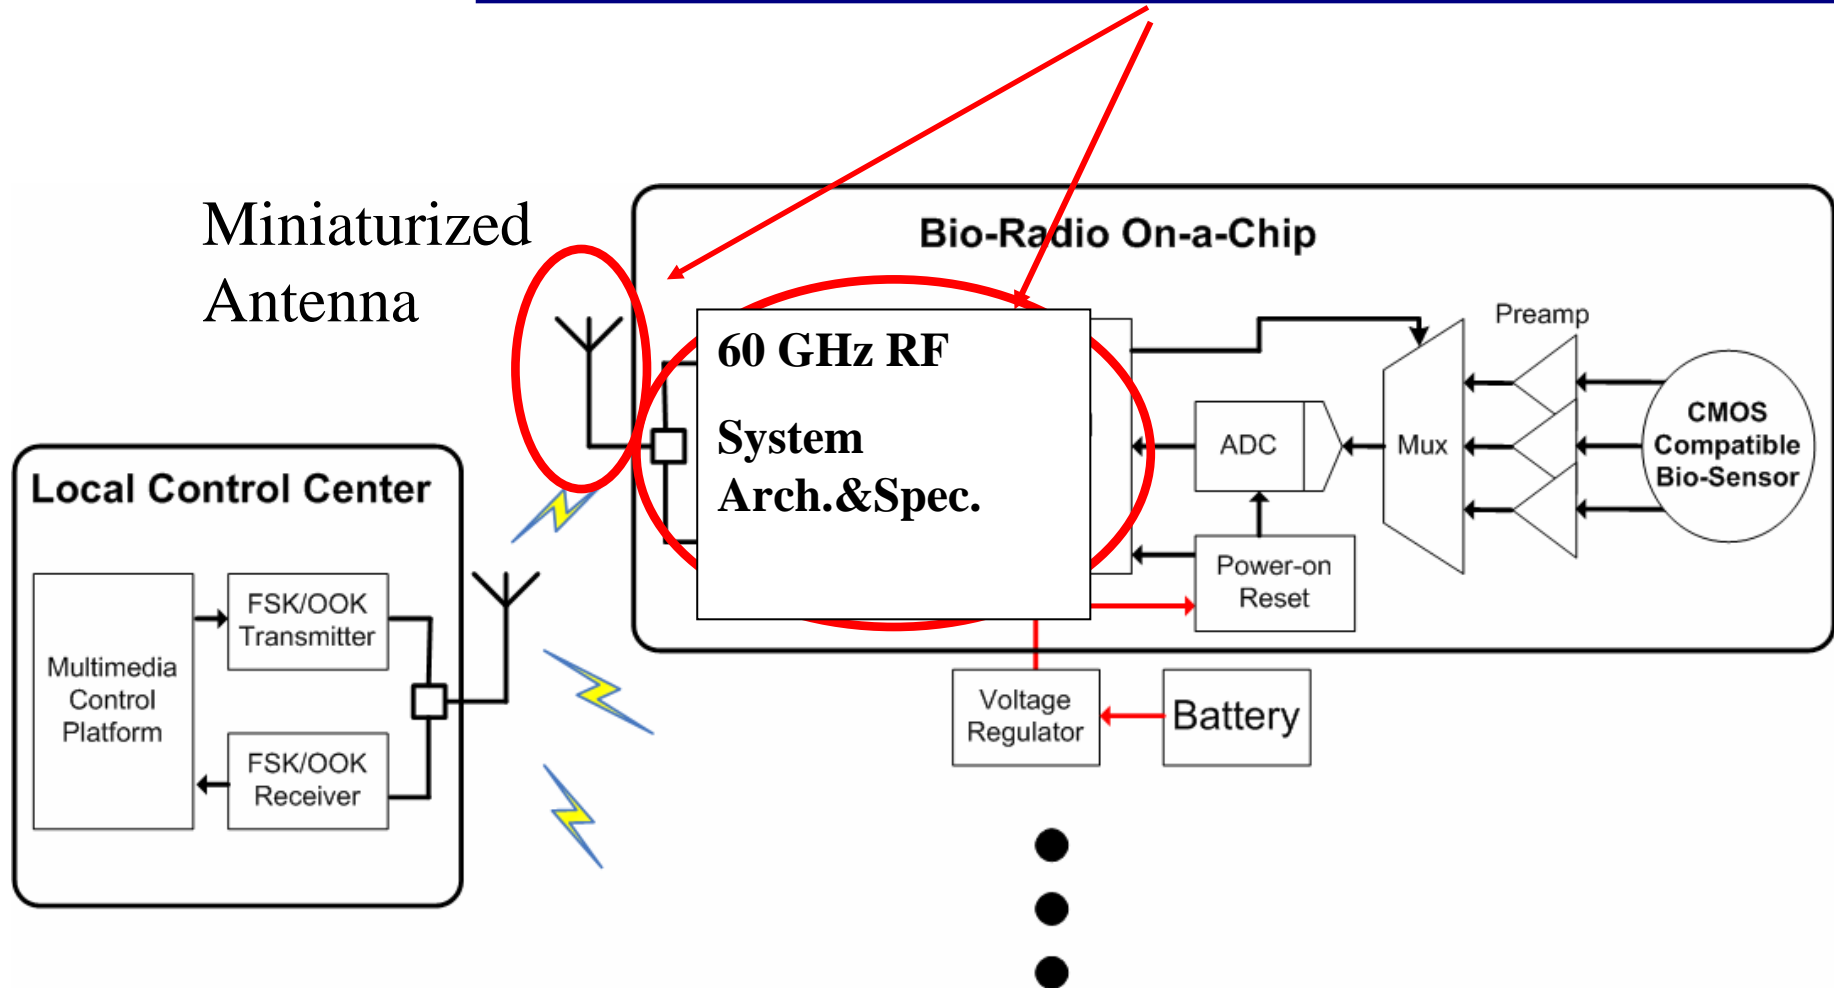 Miniaturized
Antenna
Bio-Radio On-a-Chip
60 GHz RF
System
Arch.&Spec.
Preamp
ADC
Mux
CMOS
Compatible
Bio-Sensor
Power-on
Reset
Voltage
Regulator
Battery
Local Control Center
Multimedia
Control
Platform
FSK/OOK
Transmitter
FSK/OOK
Receiver